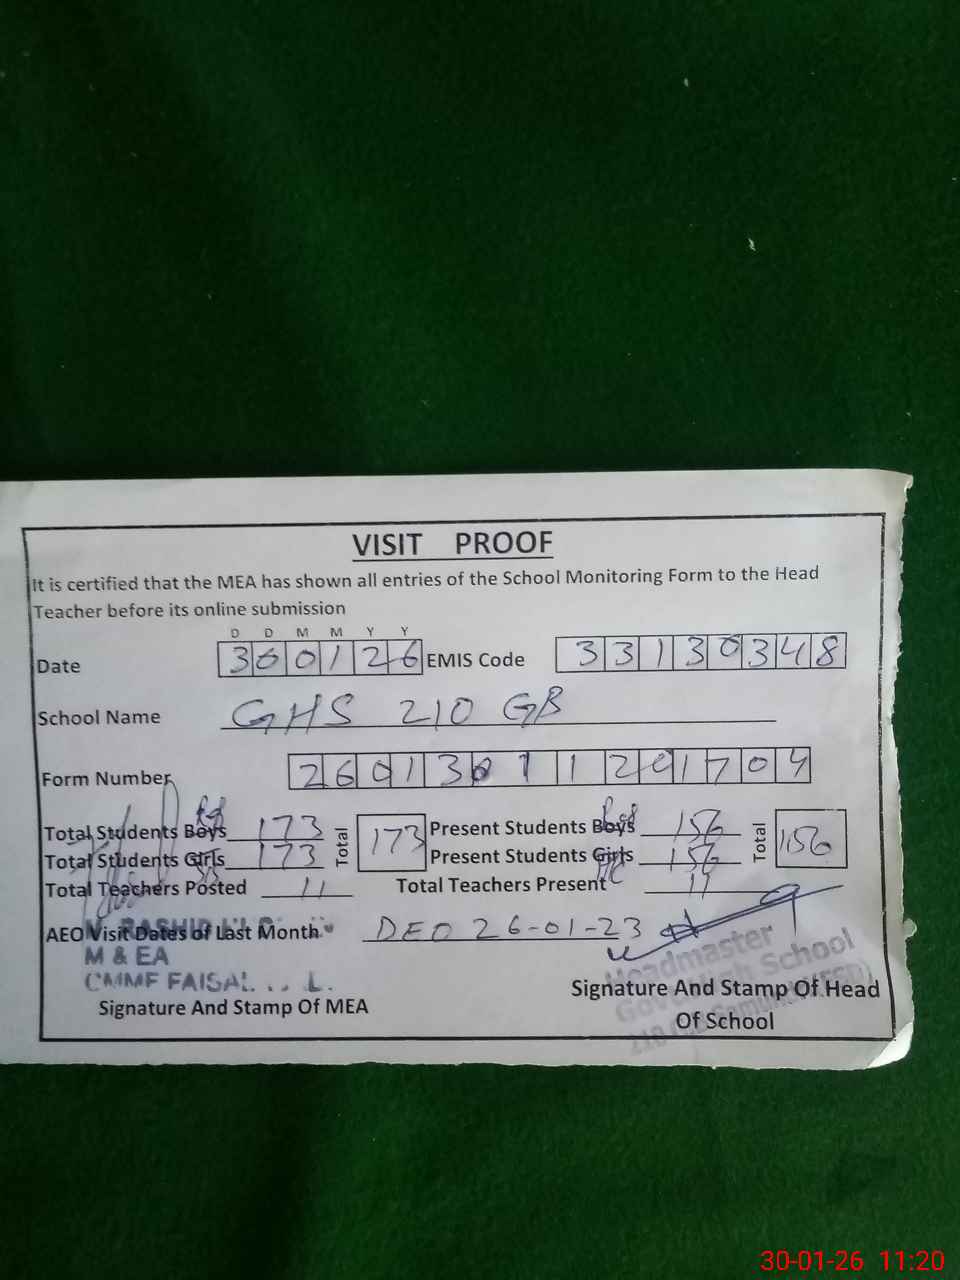 VISIT PROOF
It is certified that the MEA has shown all entries of the School Monitoring Form to the Head
Teacher before its online submission
D D M M Y Y
Date 300126 EMIS Code 33130348
School Name GHS 210 GB
Form Number
Total Students Boys 173 Total 173 Present Students Boys 156 Total 156
Total Students Girls 173 Present Students Girls 156
Total Teachers Posted 11 Total Teachers Present 11
AEO Visit Dates of Last Month DEO 26-01-23
M & EA
CMMF FAISAL
Headmaster
School
Signature And Stamp Of MEA Signature And Stamp Of Head
Of School
30-01-26 11:20